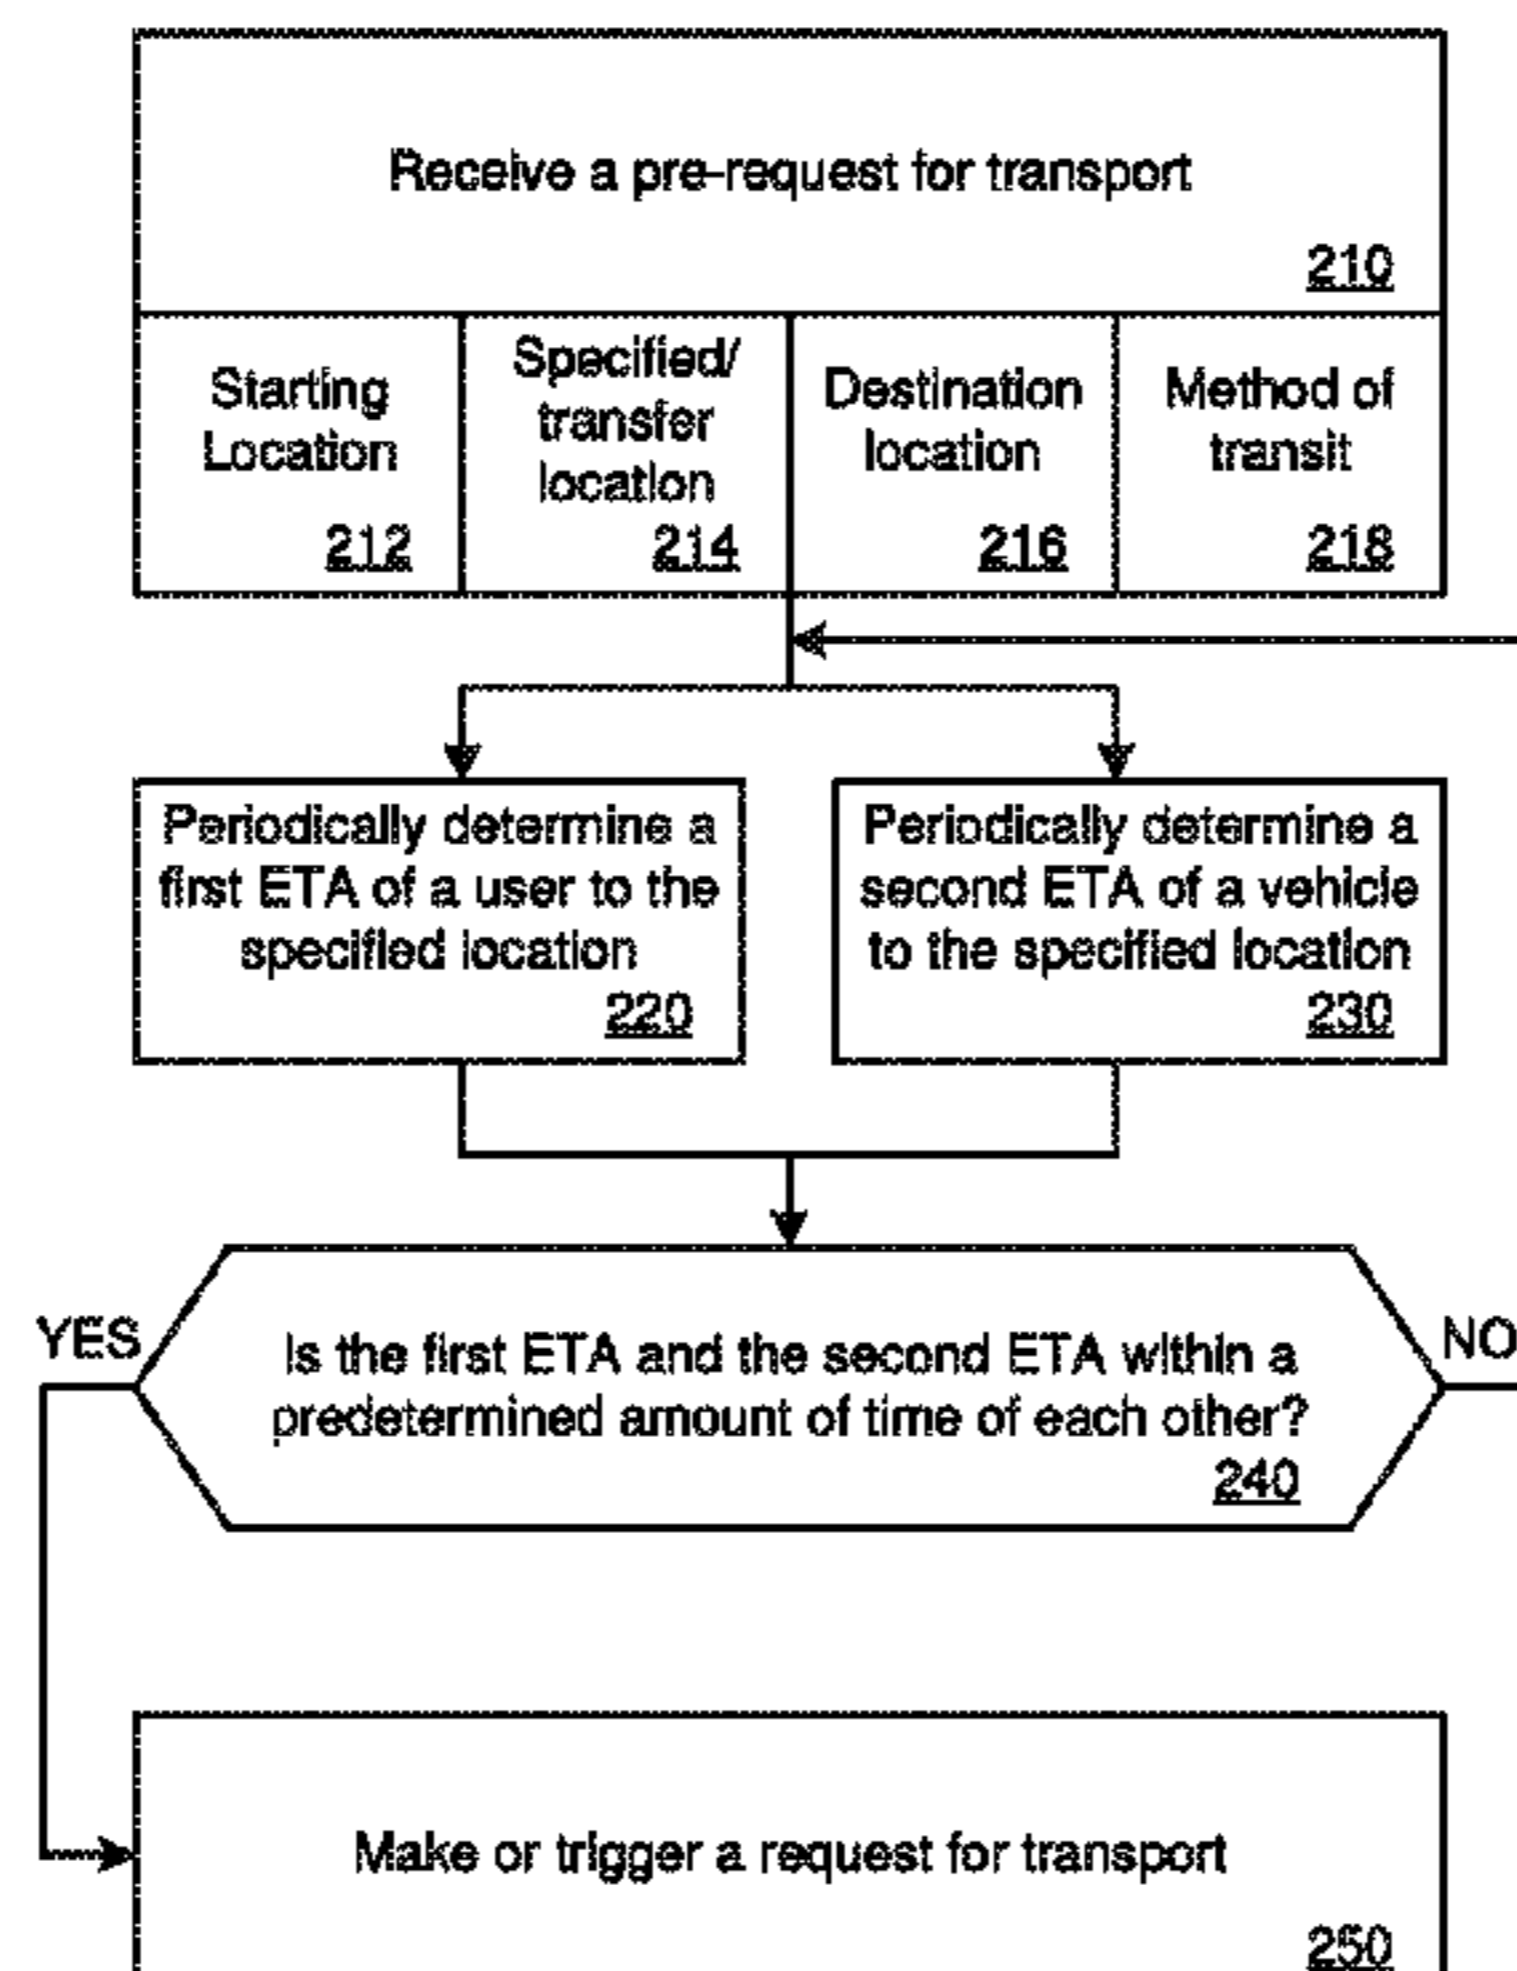 Receive a pre-request for transport
210
Starting
Location
212
Specified/
transfer
location
214
Destination
location
216
Method of
transit
218
Periodically determine a
first ETA of a user to the
specified location
220
Periodically determine a
second ETA of a vehicle
to the specified location
230
YES
NO
Is the first ETA and the second ETA within a
predetermined amount of time of each other?
240
Make or trigger a request for transport
250